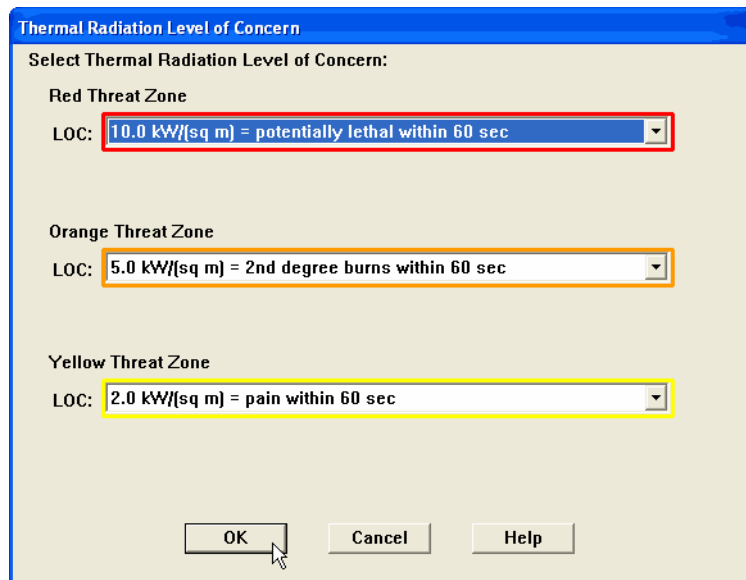 Thermal Radiation Level of Concern
Select Thermal Radiation Level of Concern:
Red Threat Zone
LOC: 10.0 kW/(sq m) = potentially lethal within 60 sec
Orange Threat Zone
LOC: 5.0 kW/(sq m) = 2nd degree burns within 60 sec
Yellow Threat Zone
LOC: 2.0 kW/(sq m) = pain within 60 sec
OK Cancel Help